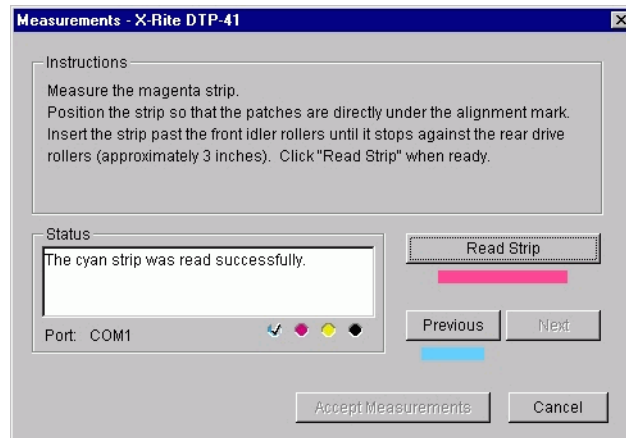 Measurements - X-Rite DTP-41
Instructions
Measure the magenta strip.
Position the strip so that the patches are directly under the alignment mark.
Insert the strip past the front idler rollers until it stops against the rear drive
rollers (approximately 3 inches).  Click "Read Strip" when ready.
Status
The cyan strip was read successfully.
Read Strip
Port:  COM1
Previous
Next
Accept Measurements
Cancel